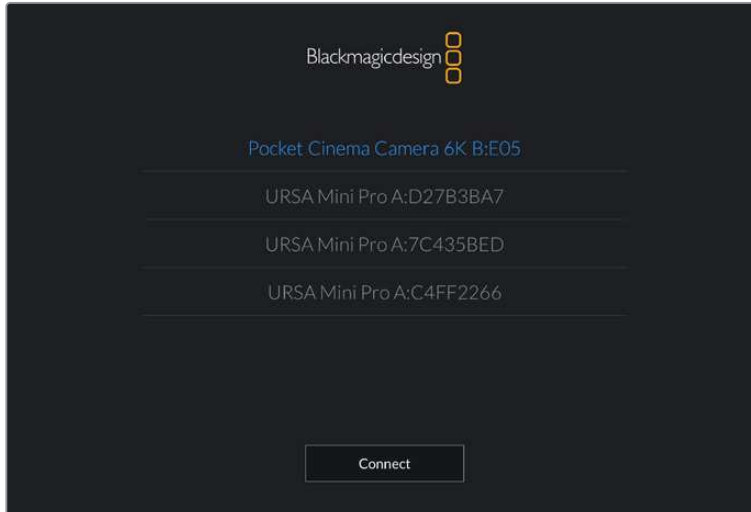 Blackmagicdesign
Pocket Cinema Camera 6K B:E05
URSA Mini Pro A:D27B3BA7
URSA Mini Pro A:7C435BED
URSA Mini Pro A:C4FF2266
Connect